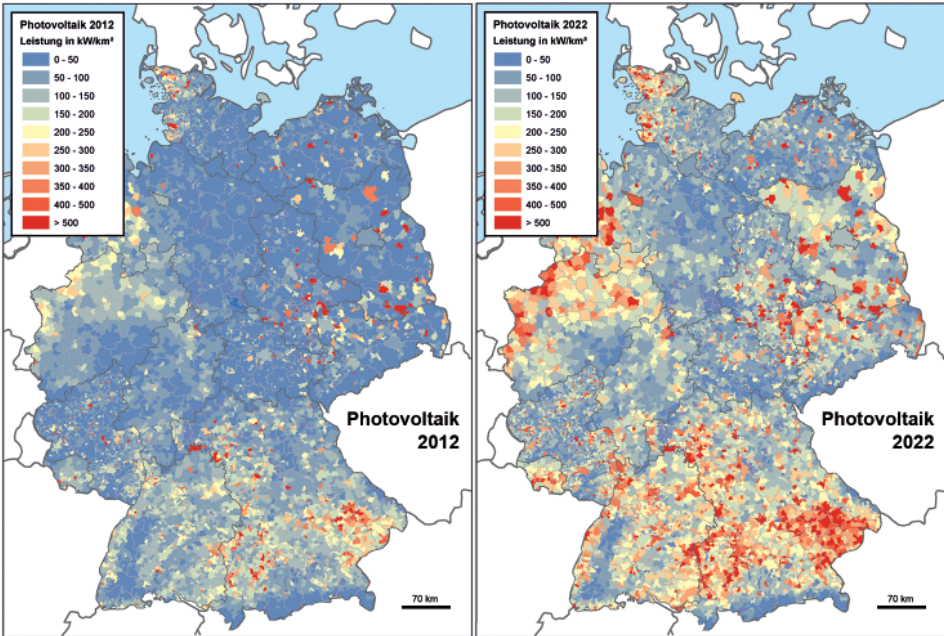 Photovoltaik 2012
Leistung in kW/km²
0 - 50
50 - 100
100 - 150
150 - 200
200 - 250
250 - 300
300 - 350
350 - 400
400 - 500
> 500
Photovoltaik
2012
70 km
Photovoltaik 2022
Leistung in kW/km²
0 - 50
50 - 100
100 - 150
150 - 200
200 - 250
250 - 300
300 - 350
350 - 400
400 - 500
> 500
Photovoltaik
2022
70 km